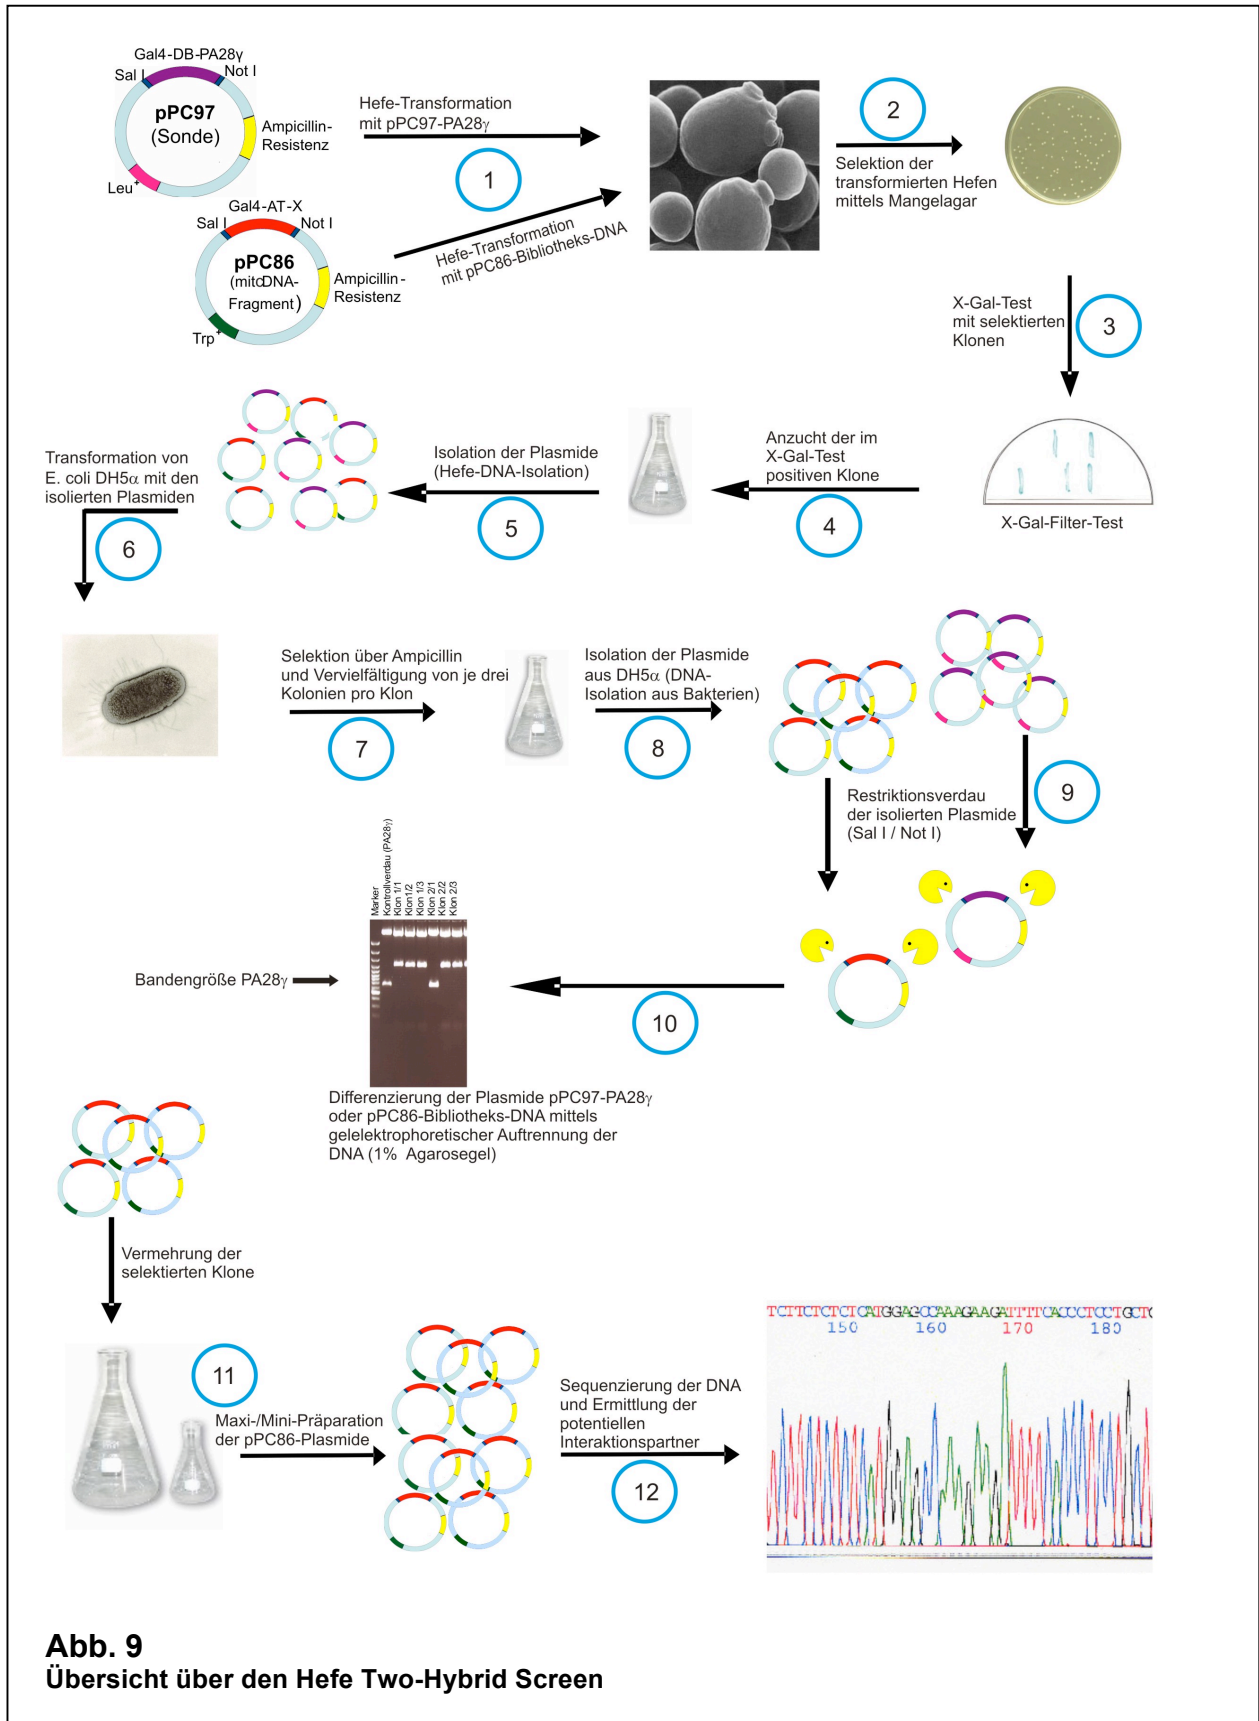 Gal4-DB-PA28γ
Sal I
Not I
pPC97
(Sonde)
Ampicillin-
Resistenz
Leu+
Gal4-AT-X
Sal I
Not I
pPC86
(mitcDNA-
Fragment)
Ampicillin-
Resistenz
Trp+
Hefe-Transformation
mit pPC97-PA28γ
1
Hefe-Transformation
mit pPC86-Bibliotheks-DNA
2
Selektion der
transformierten Hefen
mittels Mangelagar
X-Gal-Test
mit selektierten
Klonen
3
X-Gal-Filter-Test
Anzucht der im
X-Gal-Test
positiven Klone
4
Isolation der Plasmide
(Hefe-DNA-Isolation)
5
Transformation von
E. coli DH5α mit den
isolierten Plasmiden
6
Selektion über Ampicillin
und Vervielfältigung von je drei
Kolonien pro Klon
7
Isolation der Plasmide
aus DH5α (DNA-
Isolation aus Bakterien)
8
Restriktionsverdau
der isolierten Plasmide
(Sal I / Not I)
9
Marker
Kontrollverdau (PA28γ)
Klon 1/1
Klon1/2
Klon 1/3
Klon 2/1
Klon 2/2
Klon 2/3
Bandengröße PA28γ
10
Differenzierung der Plasmide pPC97-PA28γ
oder pPC86-Bibliotheks-DNA mittels
gelelektrophoretischer Auftrennung der
DNA (1% Agarosegel)
Vermehrung der
selektierten Klone
11
Maxi-/Mini-Präparation
der pPC86-Plasmide
Sequenzierung der DNA
und Ermittlung der
potentiellen
Interaktionspartner
12
TCTTCTCTCTCATGGAGCCAAAGAAGATTTTCACCCTCCTGCTG
150 160 170 180
Abb. 9
Übersicht über den Hefe Two-Hybrid Screen